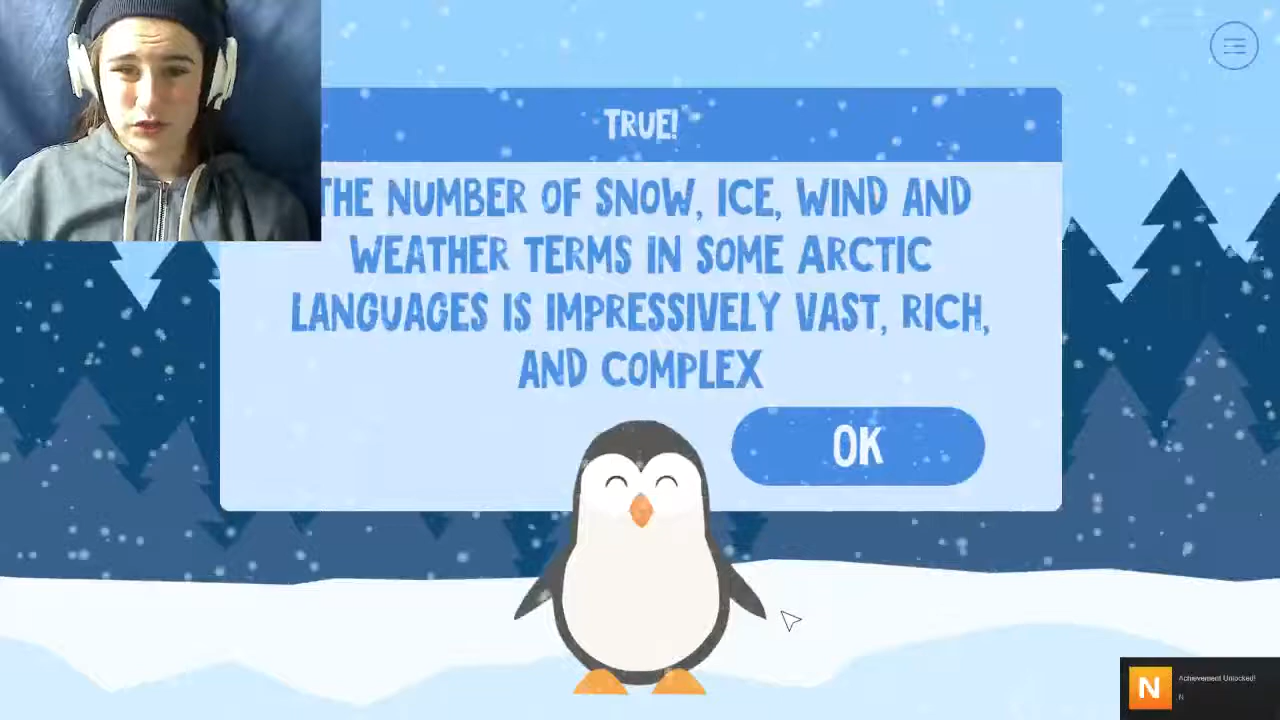 TRUE!
THE NUMBER OF SNOW, ICE, WIND AND
WEATHER TERMS IN SOME ARCTIC
LANGUAGES IS IMPRESSIVELY VAST, RICH,
AND COMPLEX
OK
N
Achievement Unlocked!
N